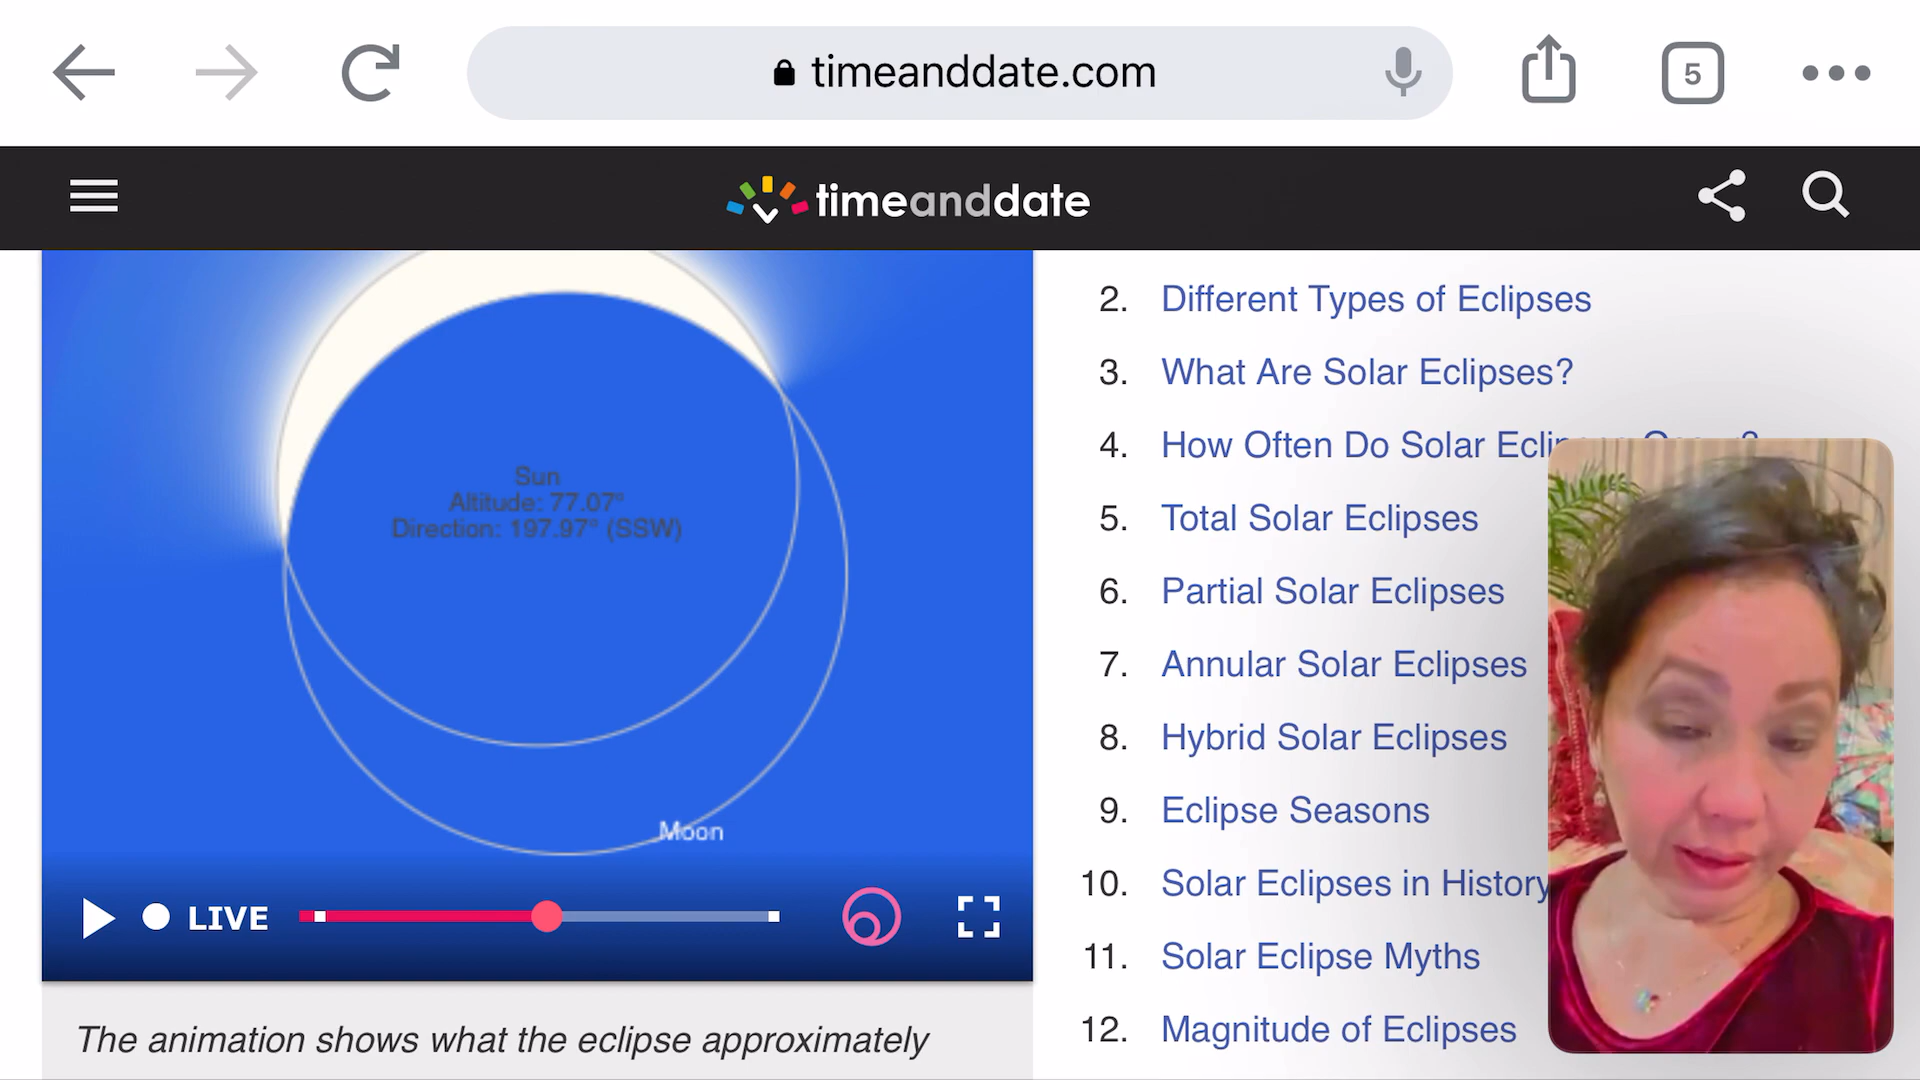 timeanddate.com
5
timeanddate
2. Different Types of Eclipses
3. What Are Solar Eclipses?
4. How Often Do Solar
5. Total Solar Eclipses
6. Partial Solar Eclipses
7. Annular Solar Eclipses
8. Hybrid Solar Eclipses
9. Eclipse Seasons
10. Solar Eclipses in History
11. Solar Eclipse Myths
12. Magnitude of Eclipses
Sun
Altitude: 77.07°
Direction: 197.97° (SSW)
Moon
LIVE
The animation shows what the eclipse approximately